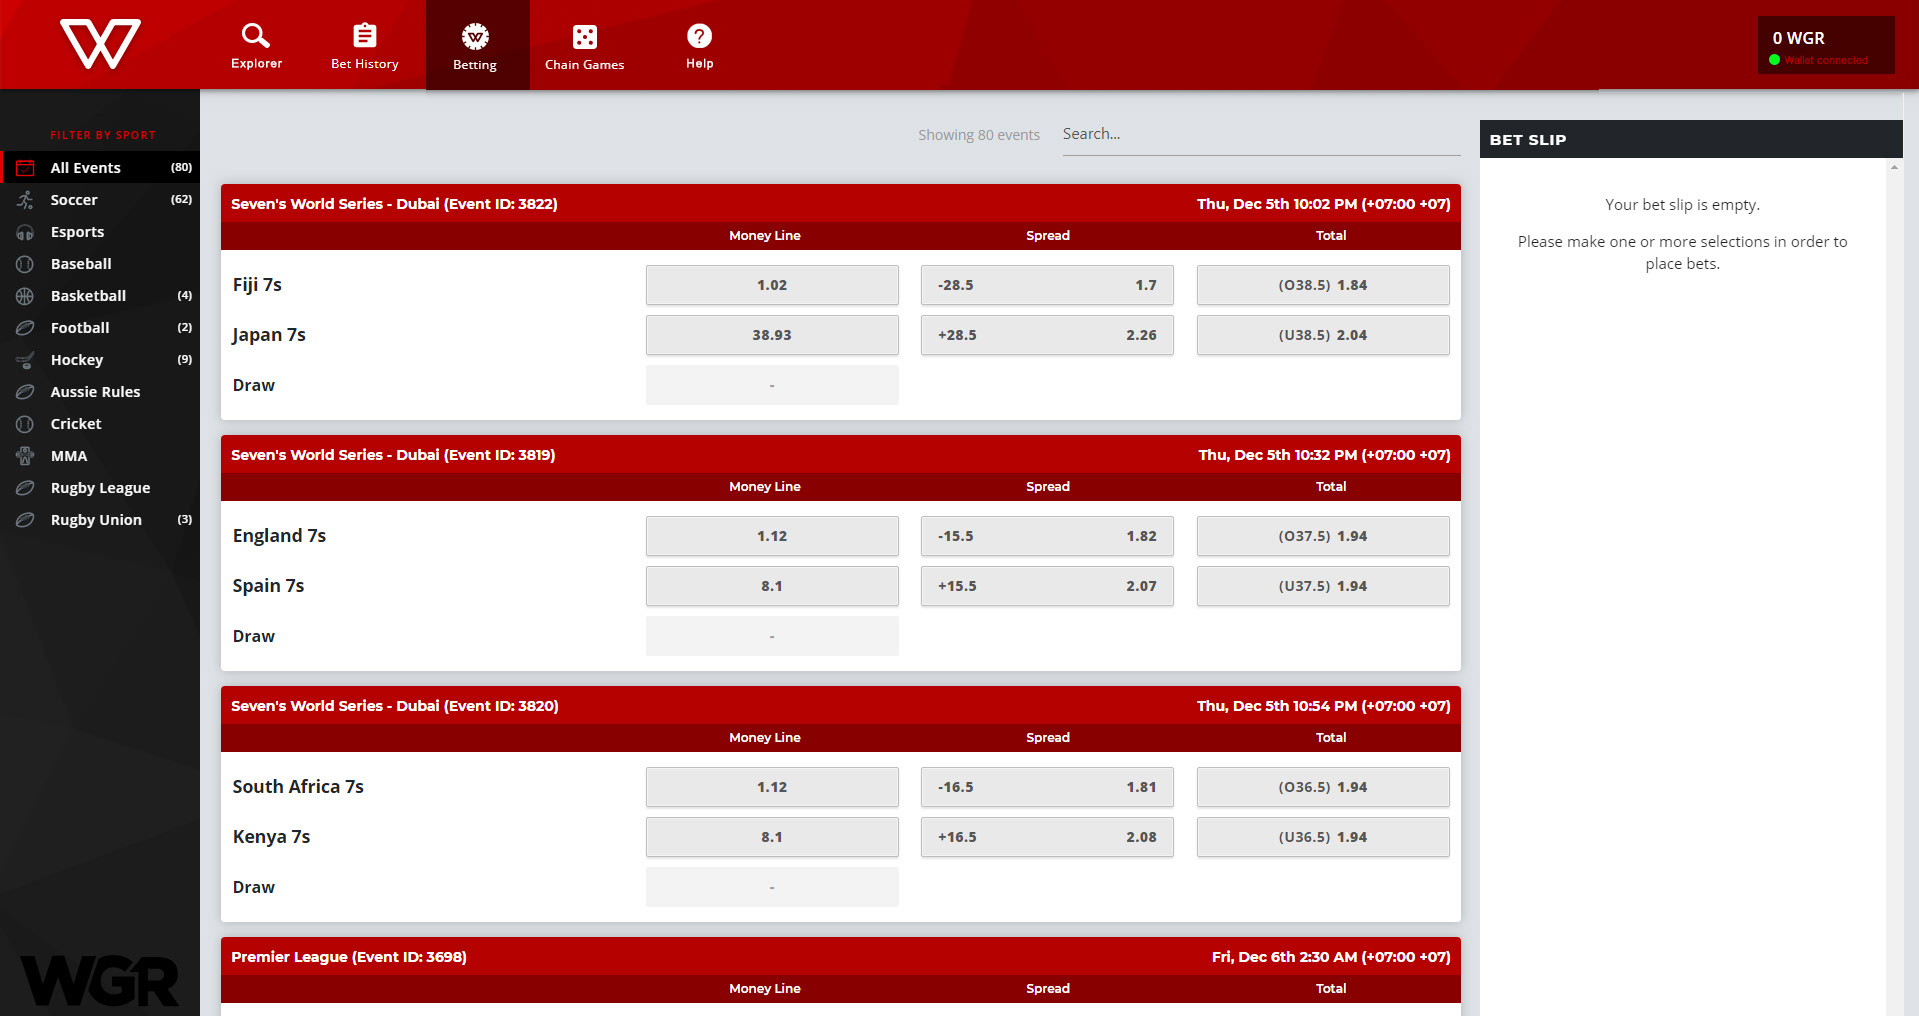 Explorer
Bet History
Betting
Chain Games
Help
0 WGR
Wallet connected
FILTER BY SPORT
All Events (80)
Soccer (62)
Esports
Baseball
Basketball (4)
Football (2)
Hockey (9)
Aussie Rules
Cricket
MMA
Rugby League
Rugby Union (3)
WGR
Showing 80 events Search...
Seven's World Series - Dubai (Event ID: 3822) Thu, Dec 5th 10:02 PM (+07:00 +07)
Money Line Spread Total
Fiji 7s 1.02 -28.5 1.7 (O38.5) 1.84
Japan 7s 38.93 +28.5 2.26 (U38.5) 2.04
Draw -
Seven's World Series - Dubai (Event ID: 3819) Thu, Dec 5th 10:32 PM (+07:00 +07)
Money Line Spread Total
England 7s 1.12 -15.5 1.82 (O37.5) 1.94
Spain 7s 8.1 +15.5 2.07 (U37.5) 1.94
Draw -
Seven's World Series - Dubai (Event ID: 3820) Thu, Dec 5th 10:54 PM (+07:00 +07)
Money Line Spread Total
South Africa 7s 1.12 -16.5 1.81 (O36.5) 1.94
Kenya 7s 8.1 +16.5 2.08 (U36.5) 1.94
Draw -
Premier League (Event ID: 3698) Fri, Dec 6th 2:30 AM (+07:00 +07)
Money Line Spread Total
BET SLIP
Your bet slip is empty.
Please make one or more selections in order to
place bets.